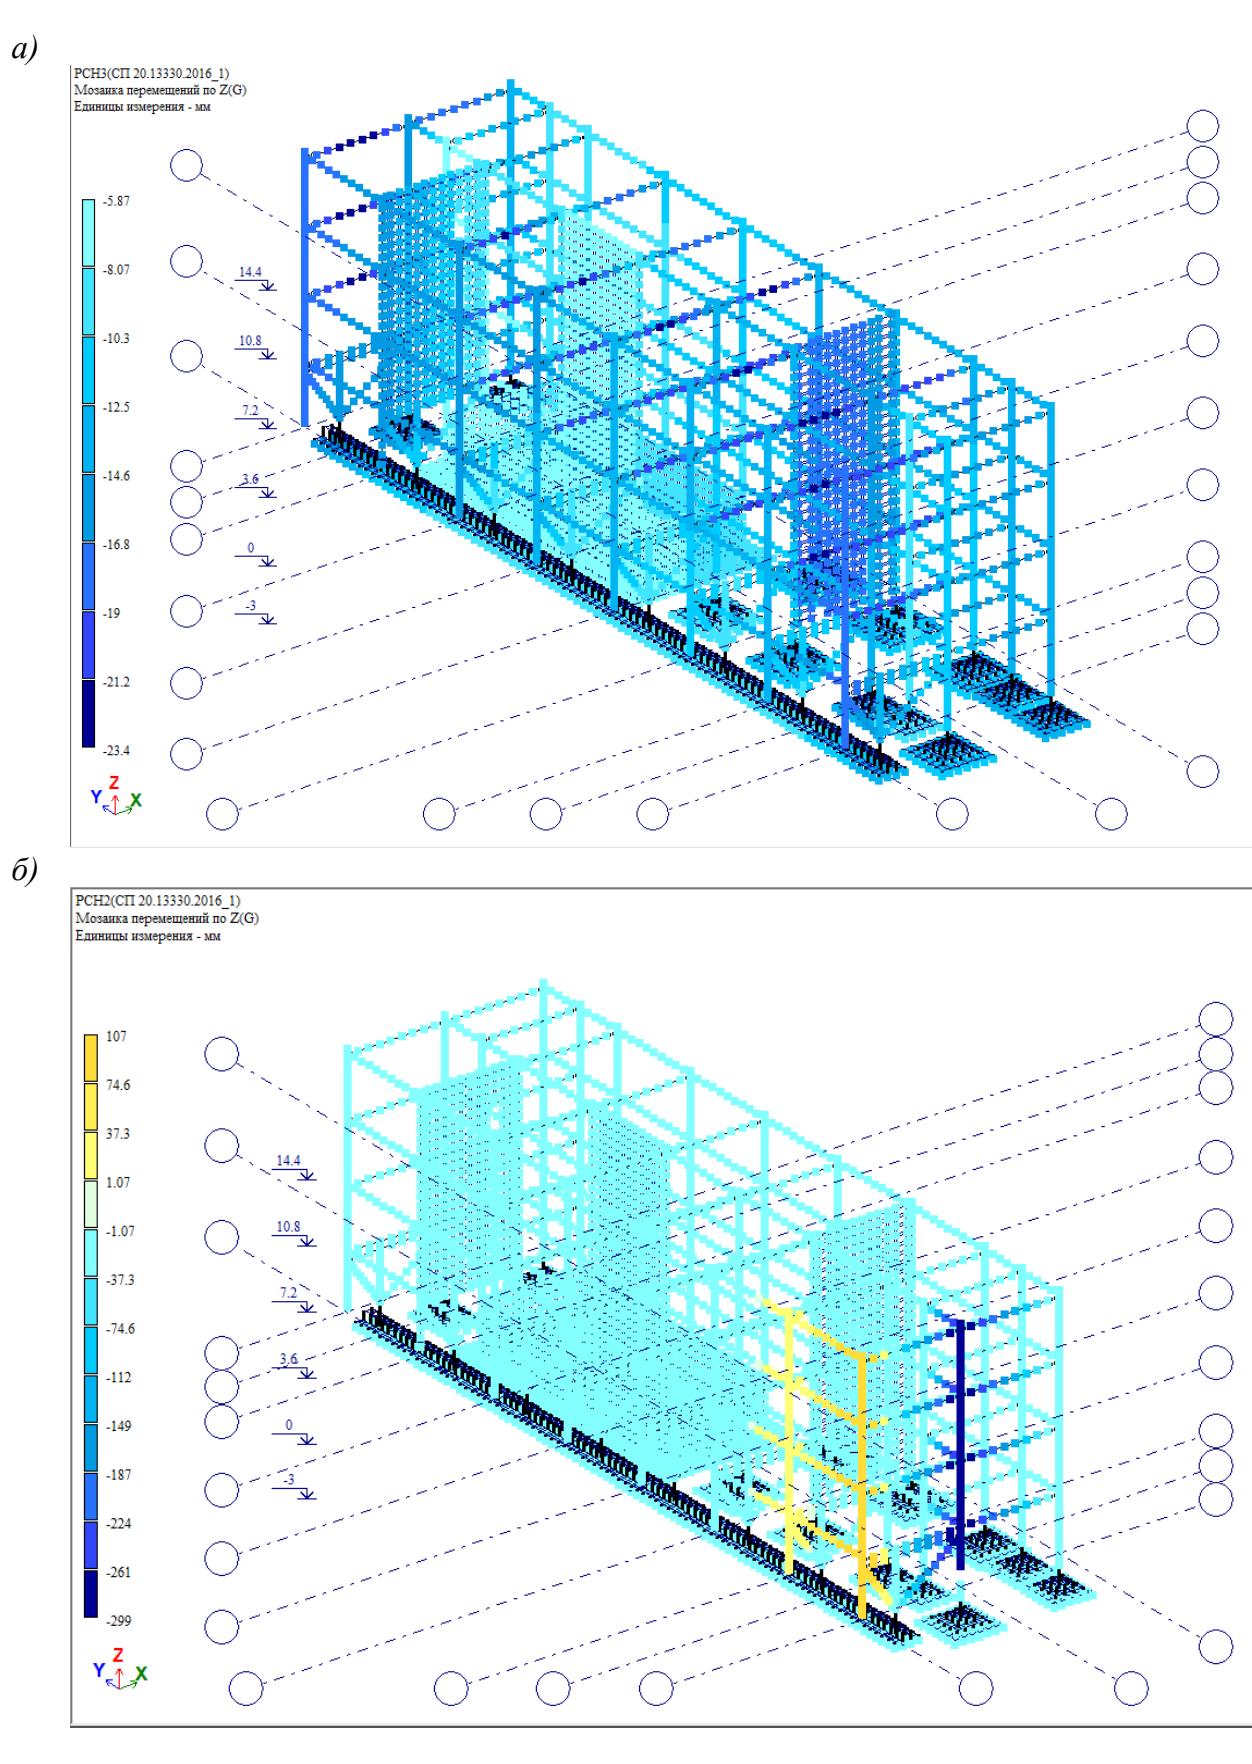 а)
РСН3(СП 20.13330.2016_1)
Мозаика перемещений по Z(G)
Единицы измерения - мм
-5.87
-8.07
-10.3
-12.5
-14.6
-16.8
-19
-21.2
-23.4
14.4
10.8
7.2
3.6
0
-3
Z
Y X
б)
РСН2(СП 20.13330.2016_1)
Мозаика перемещений по Z(G)
Единицы измерения - мм
107
74.6
37.3
1.07
-1.07
-37.3
-74.6
-112
-149
-187
-224
-261
-299
14.4
10.8
7.2
3.6
0
-3
Z
Y X